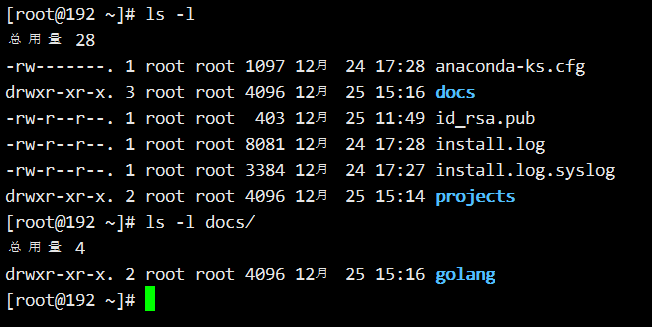 [root@192 ~]# ls -l
总用量 28
-rw-------. 1 root root 1097 12月 24 17:28 anaconda-ks.cfg
drwxr-xr-x. 3 root root 4096 12月 25 15:16 docs
-rw-r--r--. 1 root root  403 12月 25 11:49 id_rsa.pub
-rw-r--r--. 1 root root 8081 12月 24 17:28 install.log
-rw-r--r--. 1 root root 3384 12月 24 17:27 install.log.syslog
drwxr-xr-x. 2 root root 4096 12月 25 15:14 projects
[root@192 ~]# ls -l docs/
总用量 4
drwxr-xr-x. 2 root root 4096 12月 25 15:16 golang
[root@192 ~]#